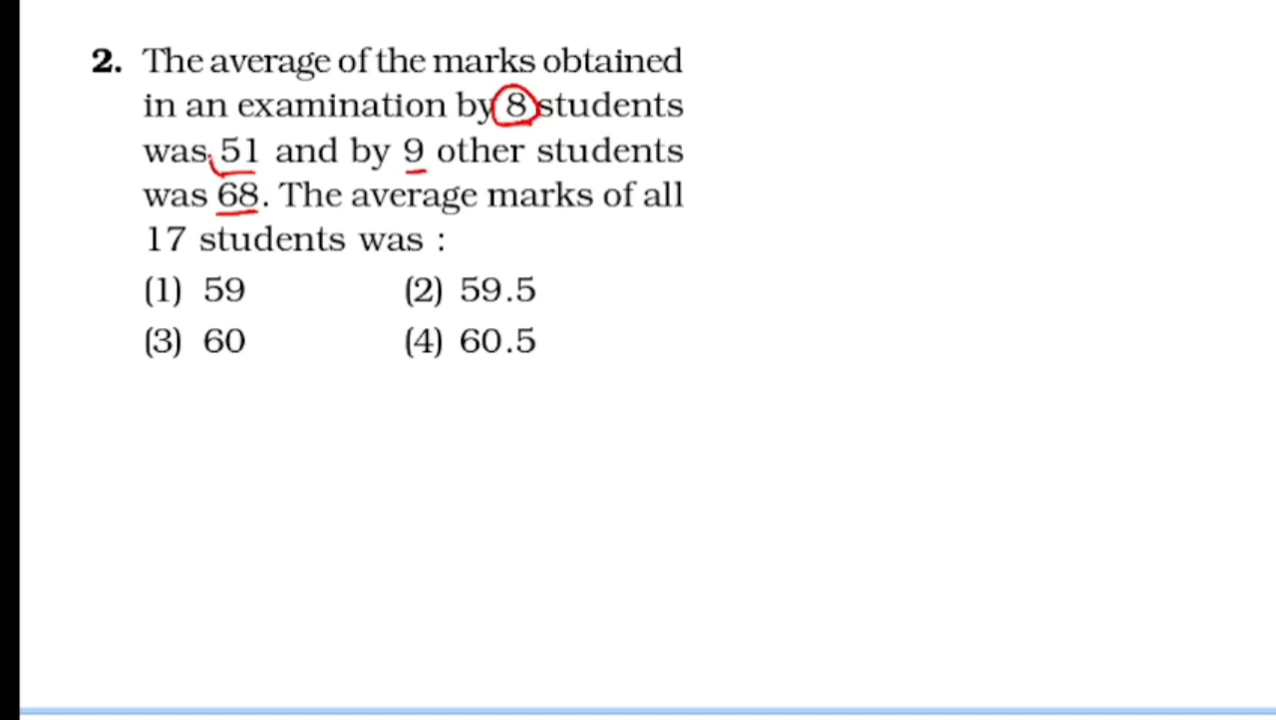 2. The average of the marks obtained
in an examination by 8 students
was 51 and by 9 other students
was 68. The average marks of all
17 students was :
(1) 59 (2) 59.5
(3) 60 (4) 60.5